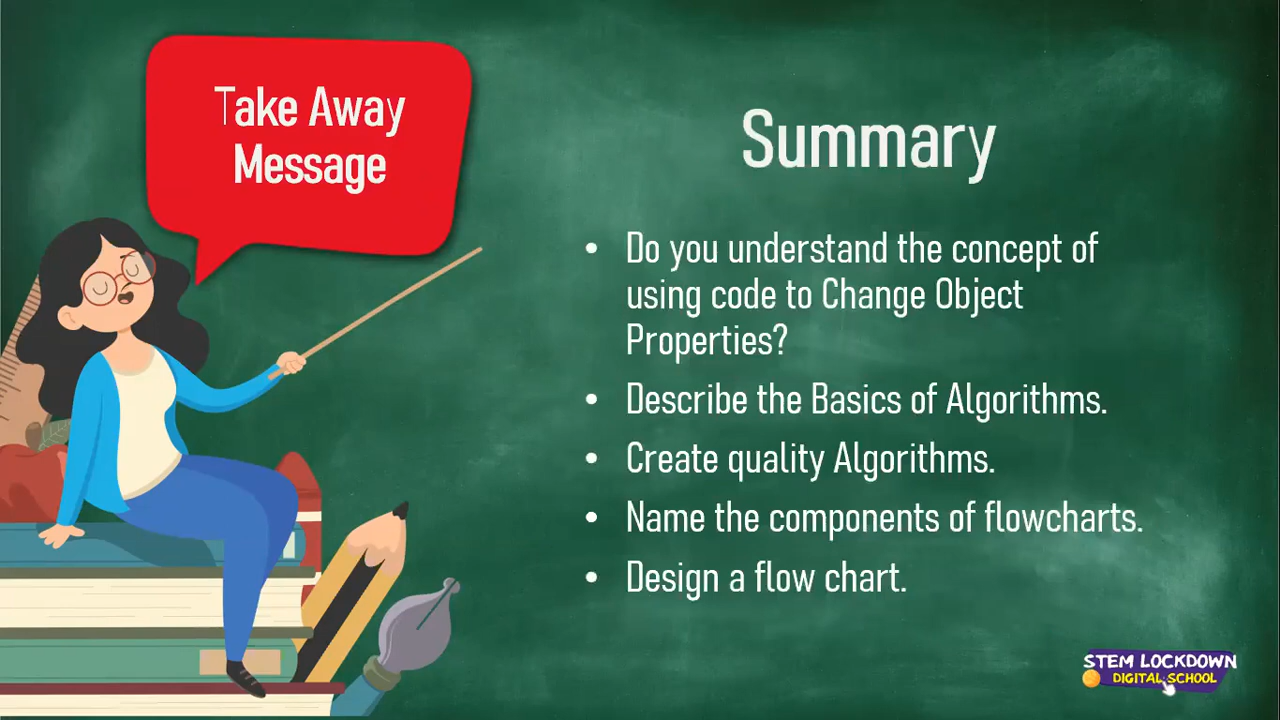 Take Away
Message
Summary
• Do you understand the concept of
using code to Change Object
Properties?
• Describe the Basics of Algorithms.
• Create quality Algorithms.
• Name the components of flowcharts.
• Design a flow chart.
STEM LOCKDOWN
DIGITAL SCHOOL